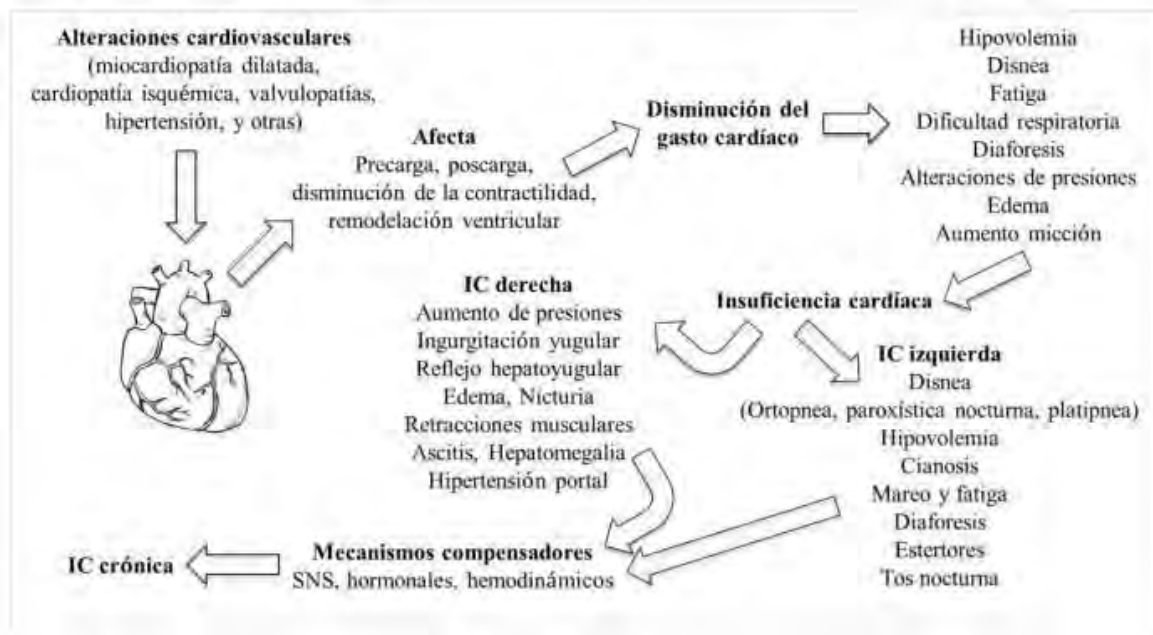 Alteraciones cardiovasculares
(miocardiopatía dilatada,
cardiopatía isquémica, valvulopatías,
hipertensión, y otras)
Afecta
Precarga, poscarga,
disminución de la contractilidad,
remodelación ventricular
Disminución del
gasto cardíaco
Hipovolemia
Disnea
Fatiga
Dificultad respiratoria
Diaforesis
Alteraciones de presiones
Edema
Aumento micción
Insuficiencia cardíaca
IC derecha
Aumento de presiones
Ingurgitación yugular
Reflejo hepatoyugular
Edema, Nicturia
Retracciones musculares
Ascitis, Hepatomegalia
Hipertensión portal
IC izquierda
Disnea
(Ortopnea, paroxística nocturna, platipnea)
Hipovolemia
Cianosis
Mareo y fatiga
Diaforesis
Estertores
Tos nocturna
Mecanismos compensadores
SNS, hormonales, hemodinámicos
IC crónica